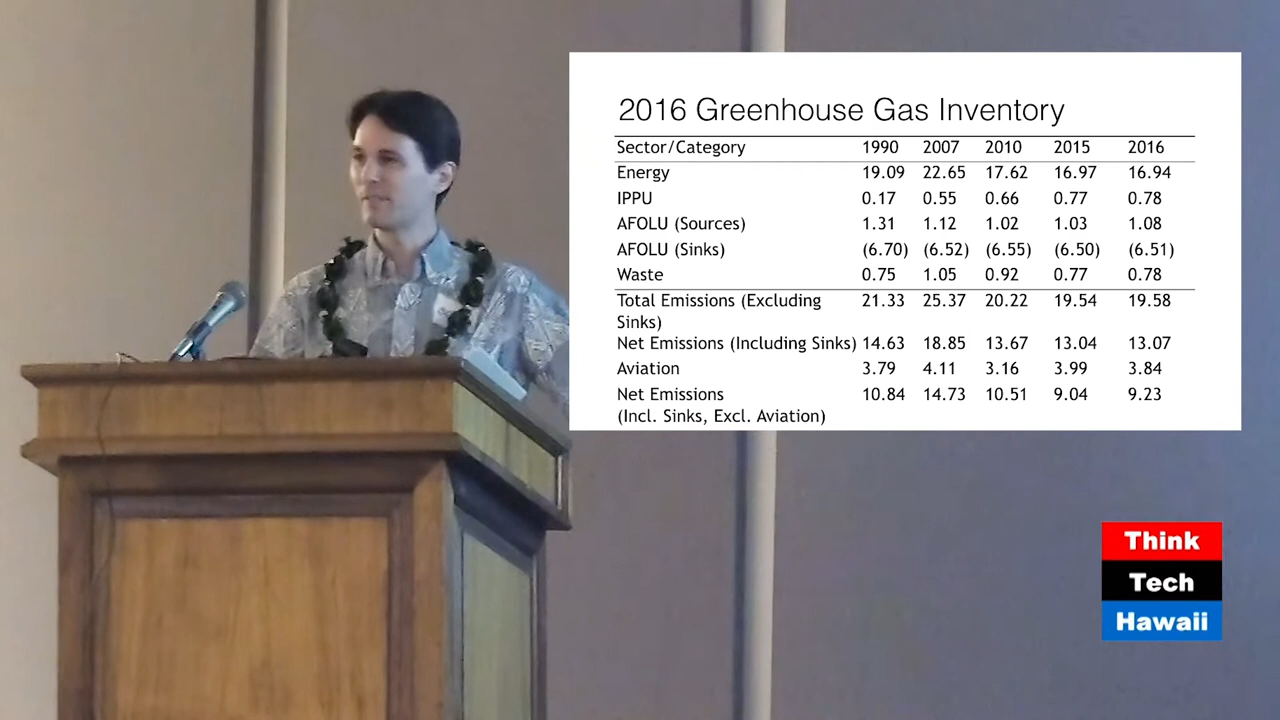 2016 Greenhouse Gas Inventory
Sector/Category 1990 2007 2010 2015 2016
Energy 19.09 22.65 17.62 16.97 16.94
IPPU 0.17 0.55 0.66 0.77 0.78
AFOLU (Sources) 1.31 1.12 1.02 1.03 1.08
AFOLU (Sinks) (6.70) (6.52) (6.55) (6.50) (6.51)
Waste 0.75 1.05 0.92 0.77 0.78
Total Emissions (Excluding 21.33 25.37 20.22 19.54 19.58
Sinks)
Net Emissions (Including Sinks) 14.63 18.85 13.67 13.04 13.07
Aviation 3.79 4.11 3.16 3.99 3.84
Net Emissions 10.84 14.73 10.51 9.04 9.23
(Incl. Sinks, Excl. Aviation)
Think
Tech
Hawaii